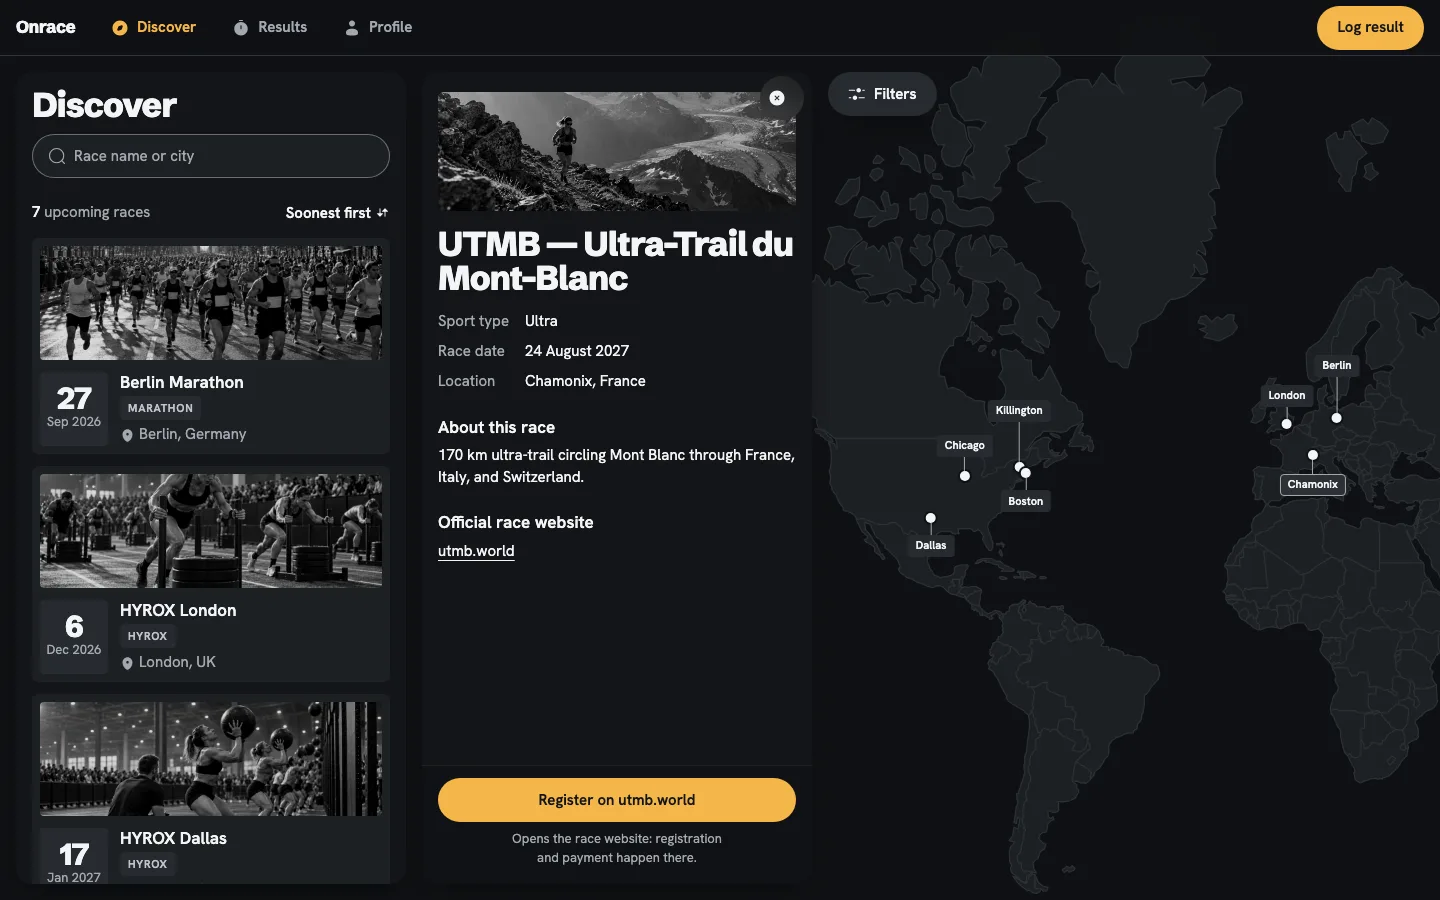 Onrace
Discover
Results
Profile
Log result
Discover
Race name or city
7 upcoming races
Soonest first
27
Sep 2026
Berlin Marathon
MARATHON
Berlin, Germany
6
Dec 2026
HYROX London
HYROX
London, UK
17
Jan 2027
HYROX Dallas
HYROX
UTMB — Ultra-Trail du
Mont-Blanc
Sport type Ultra
Race date 24 August 2027
Location Chamonix, France
About this race
170 km ultra-trail circling Mont Blanc through France,
Italy, and Switzerland.
Official race website
utmb.world
Register on utmb.world
Opens the race website: registration
and payment happen there.
Filters
Berlin
London
Killington
Chicago
Chamonix
Boston
Dallas